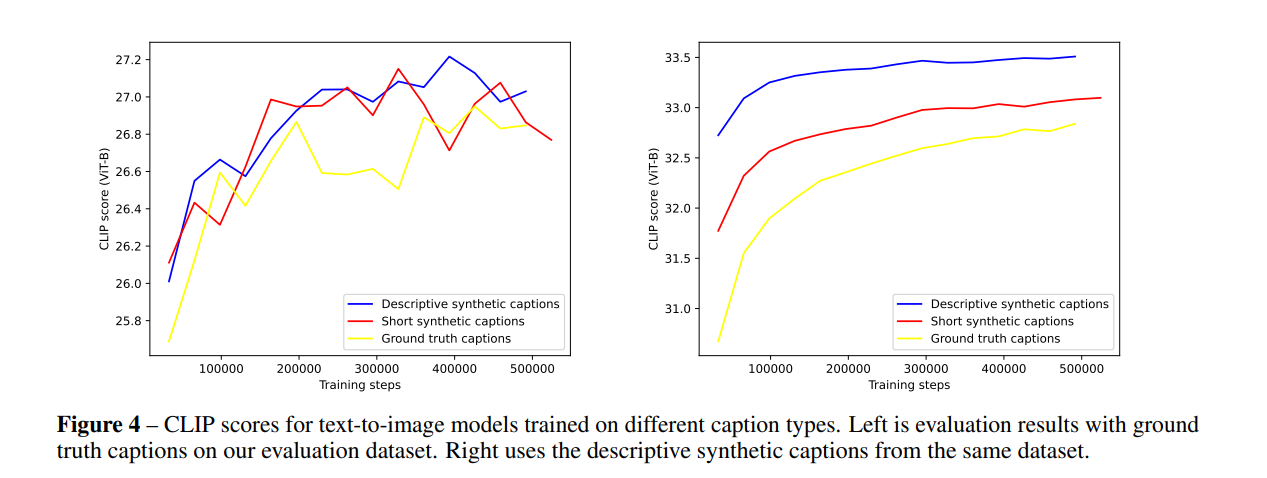 27.2
27.0
26.8
26.6
26.4
26.2
26.0
25.8
CLIP score (ViT-B)
100000 200000 300000 400000 500000
Training steps
Descriptive synthetic captions
Short synthetic captions
Ground truth captions
33.5
33.0
32.5
32.0
31.5
31.0
CLIP score (ViT-B)
100000 200000 300000 400000 500000
Training steps
Descriptive synthetic captions
Short synthetic captions
Ground truth captions
Figure 4 – CLIP scores for text-to-image models trained on different caption types. Left is evaluation results with ground
truth captions on our evaluation dataset. Right uses the descriptive synthetic captions from the same dataset.